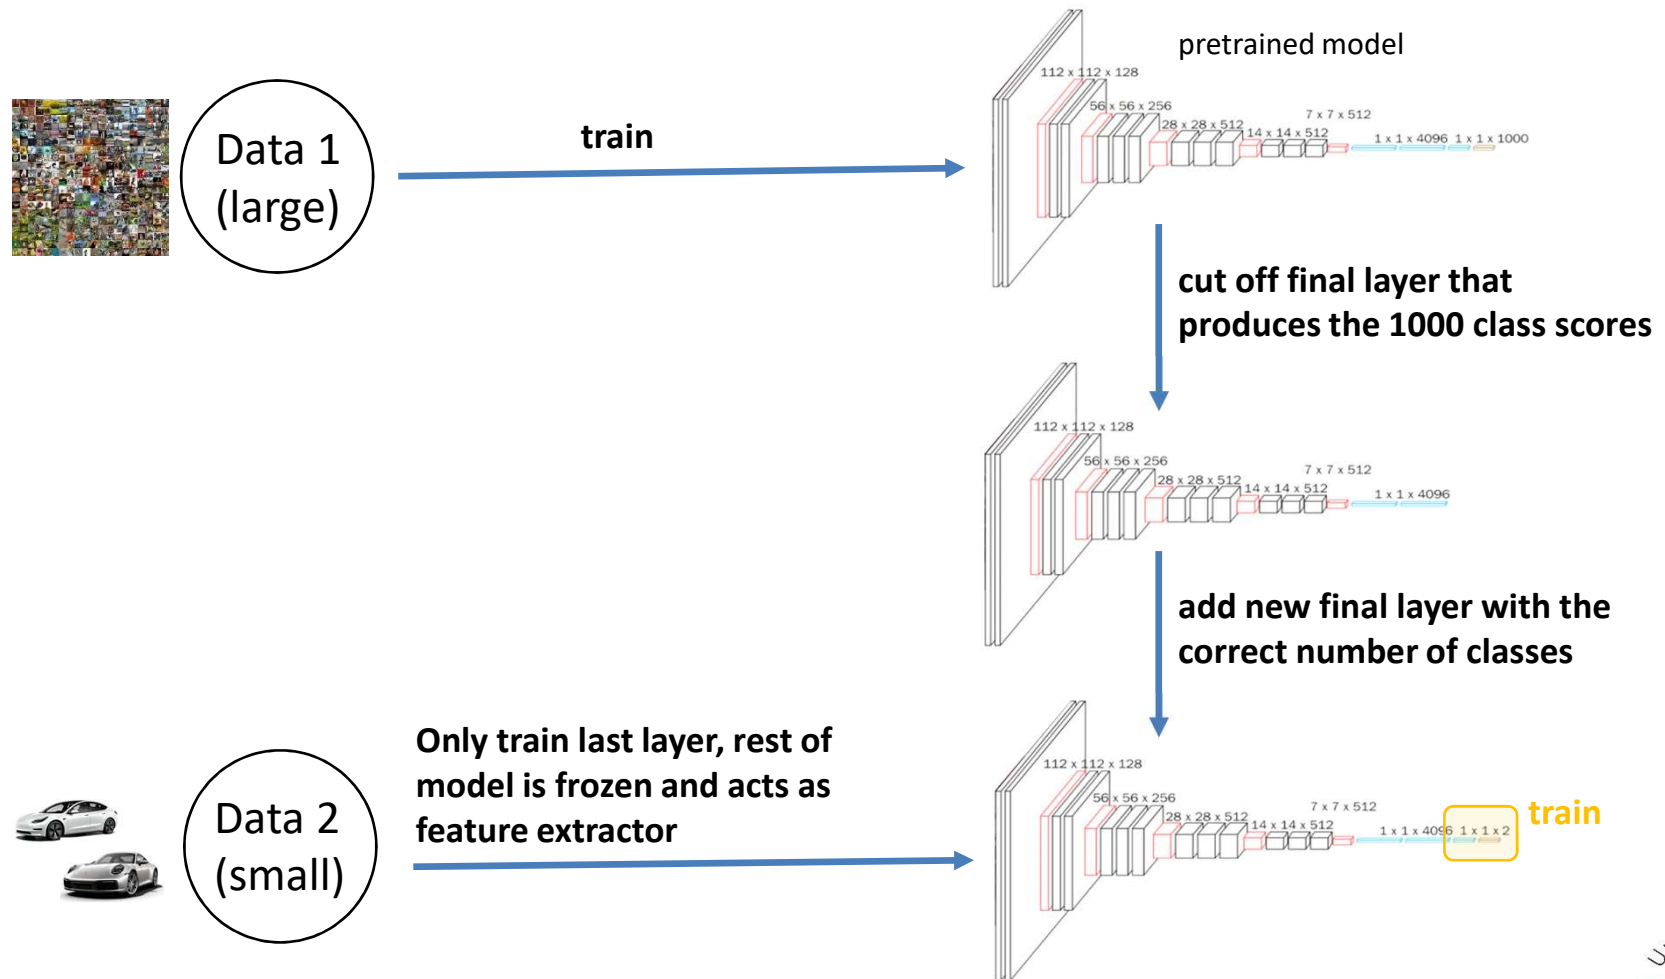 pretrained model
Data 1
(large)
train
112 x 112 x 128
56 x 56 x 256
28 x 28 x 512
14 x 14 x 512
7 x 7 x 512
1 x 1 x 4096
1 x 1 x 1000
cut off final layer that
produces the 1000 class scores
112 x 112 x 128
56 x 56 x 256
28 x 28 x 512
14 x 14 x 512
7 x 7 x 512
1 x 1 x 4096
add new final layer with the
correct number of classes
Data 2
(small)
Only train last layer, rest of
model is frozen and acts as
feature extractor
112 x 112 x 128
56 x 56 x 256
28 x 28 x 512
14 x 14 x 512
7 x 7 x 512
1 x 1 x 4096
1 x 1 x 2
train